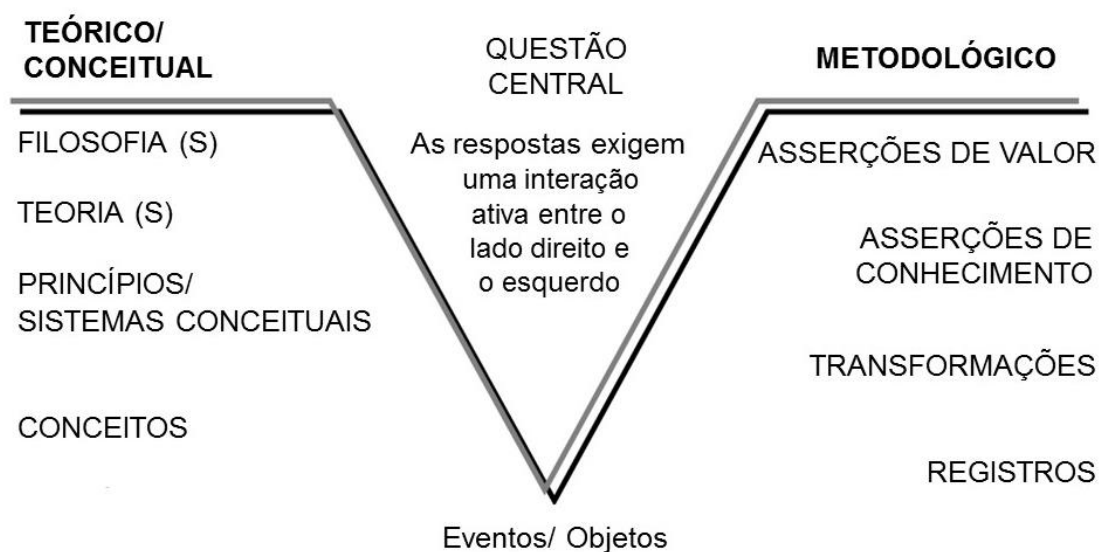 TEÓRICO/
CONCEITUAL
FILOSOFIA (S)
TEORIA (S)
PRINCÍPIOS/
SISTEMAS CONCEITUAIS
CONCEITOS
QUESTÃO
CENTRAL
As respostas exigem
uma interação
ativa entre o
lado direito e
o esquerdo
METODOLÓGICO
ASSERÇÕES DE VALOR
ASSERÇÕES DE
CONHECIMENTO
TRANSFORMAÇÕES
REGISTROS
Eventos/ Objetos